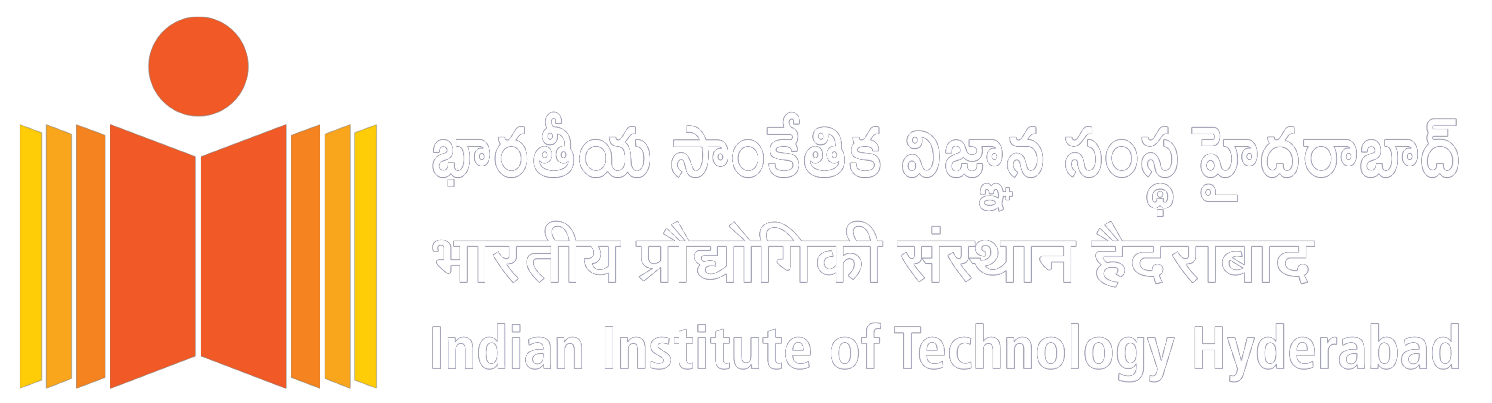 భారతీయ సాంకేతిక విజ్ఞాన సంస్థ హైదరాబాద్
भारतीय प्रौद्योगिकी संस्थान हैदराबाद
Indian Institute of Technology Hyderabad